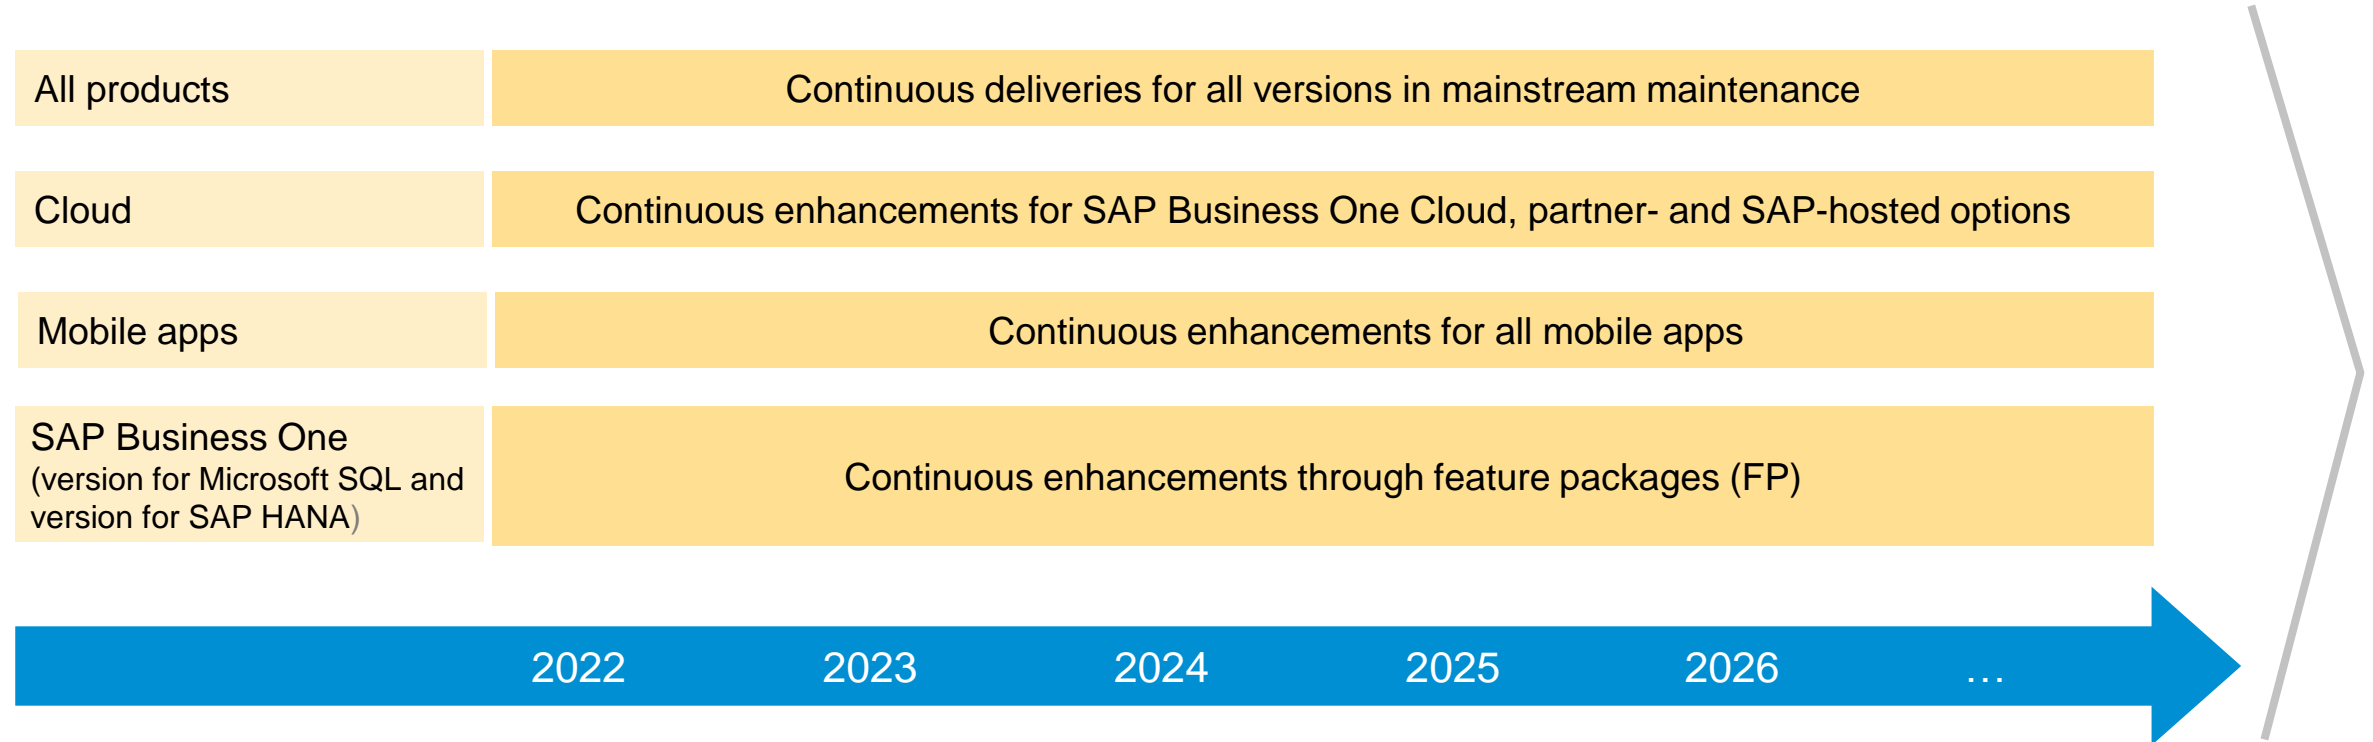 All products
Continuous deliveries for all versions in mainstream maintenance
Cloud
Continuous enhancements for SAP Business One Cloud, partner- and SAP-hosted options
Mobile apps
Continuous enhancements for all mobile apps
SAP Business One
(version for Microsoft SQL and
version for SAP HANA)
Continuous enhancements through feature packages (FP)
2022 2023 2024 2025 2026 …